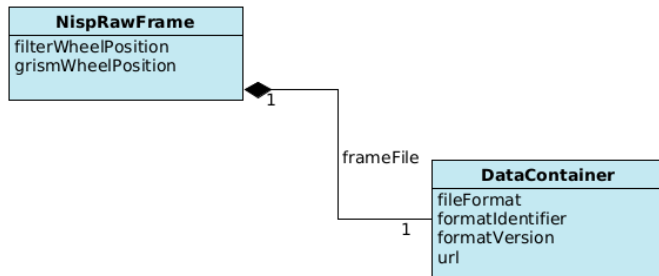 NispRawFrame
filterWheelPosition
grismWheelPosition
1
frameFile
DataContainer
fileFormat
formatIdentifier
formatVersion
url
1